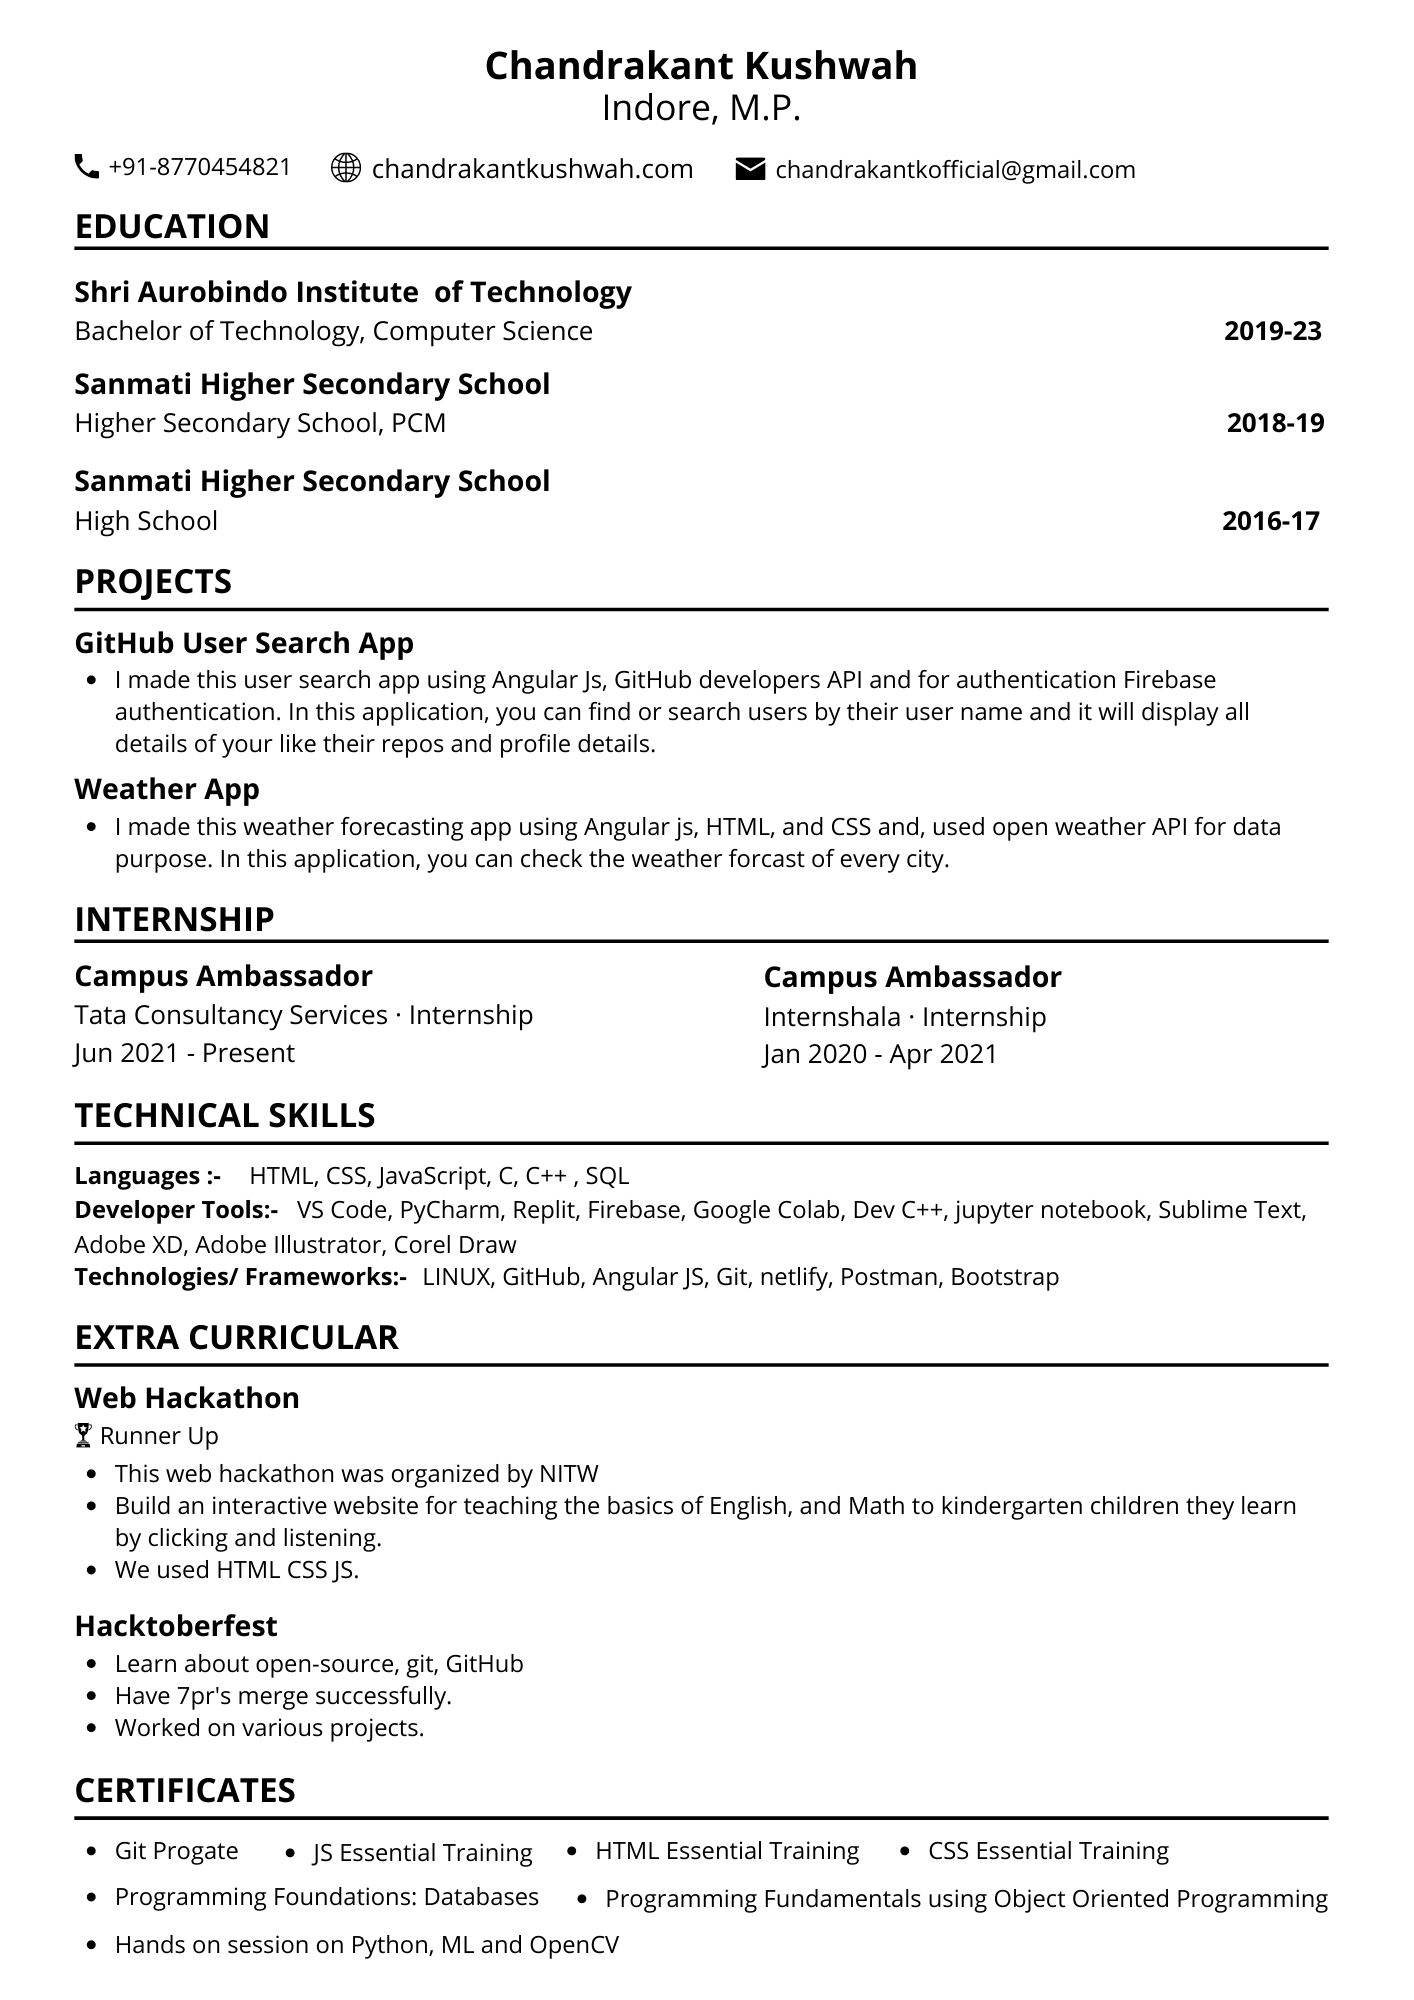 Chandrakant Kushwah
Indore, M.P.
+91-8770454821 chandrakantkushwah.com chandrakantkofficial@gmail.com
EDUCATION
Shri Aurobindo Institute  of Technology
Bachelor of Technology, Computer Science 2019-23
Sanmati Higher Secondary School
Higher Secondary School, PCM 2018-19
Sanmati Higher Secondary School
High School 2016-17
PROJECTS
GitHub User Search App
• I made this user search app using Angular Js, GitHub developers API and for authentication Firebase
authentication. In this application, you can find or search users by their user name and it will display all
details of your like their repos and profile details.
Weather App
• I made this weather forecasting app using Angular js, HTML, and CSS and, used open weather API for data
purpose. In this application, you can check the weather forcast of every city.
INTERNSHIP
Campus Ambassador
Tata Consultancy Services · Internship
Jun 2021 - Present
Campus Ambassador
Internshala · Internship
Jan 2020 - Apr 2021
TECHNICAL SKILLS
Languages :- HTML, CSS, JavaScript, C, C++ , SQL
Developer Tools:- VS Code, PyCharm, Replit, Firebase, Google Colab, Dev C++, jupyter notebook, Sublime Text,
Adobe XD, Adobe Illustrator, Corel Draw
Technologies/ Frameworks:- LINUX, GitHub, Angular JS, Git, netlify, Postman, Bootstrap
EXTRA CURRICULAR
Web Hackathon
Runner Up
• This web hackathon was organized by NITW
• Build an interactive website for teaching the basics of English, and Math to kindergarten children they learn
by clicking and listening.
• We used HTML CSS JS.
Hacktoberfest
• Learn about open-source, git, GitHub
• Have 7pr's merge successfully.
• Worked on various projects.
CERTIFICATES
• Git Progate • JS Essential Training • HTML Essential Training • CSS Essential Training
• Programming Foundations: Databases • Programming Fundamentals using Object Oriented Programming
• Hands on session on Python, ML and OpenCV